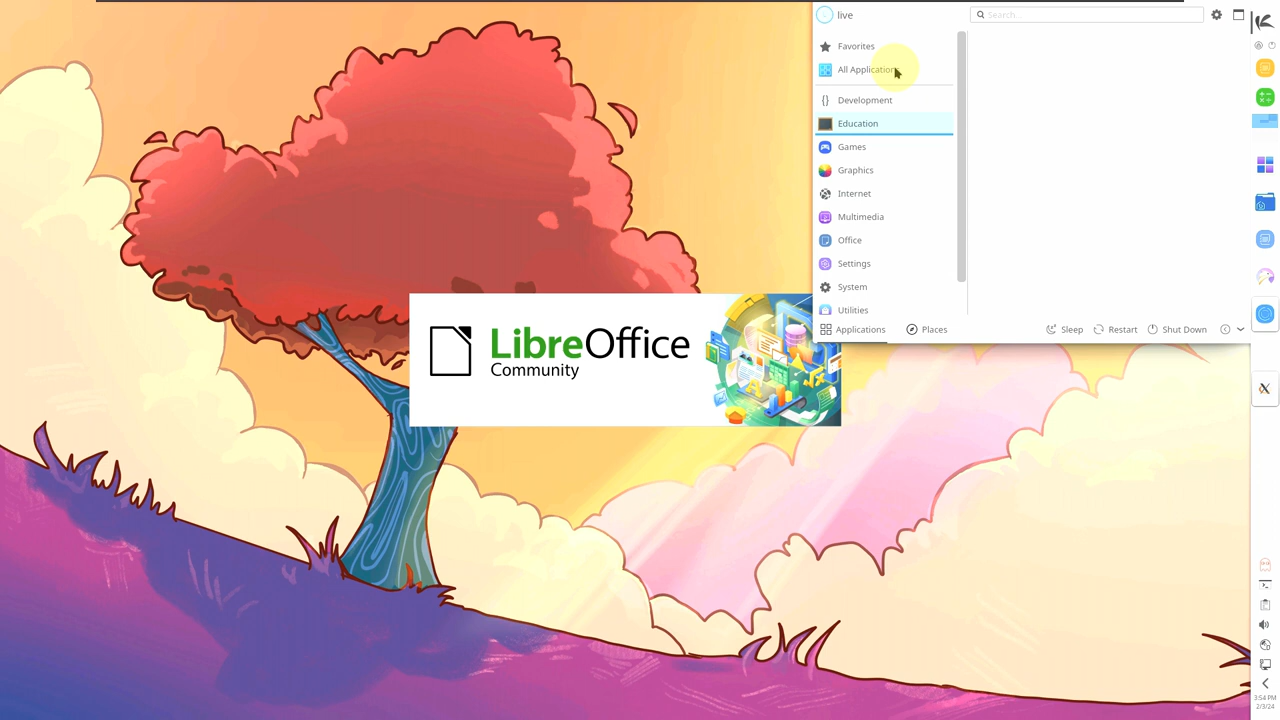 live
Search...
Favorites
All Applications
Development
Education
Games
Graphics
Internet
Multimedia
Office
Settings
System
Utilities
Applications
Places
Sleep
Restart
Shut Down
LibreOffice
Community
3:54 PM
2/3/24